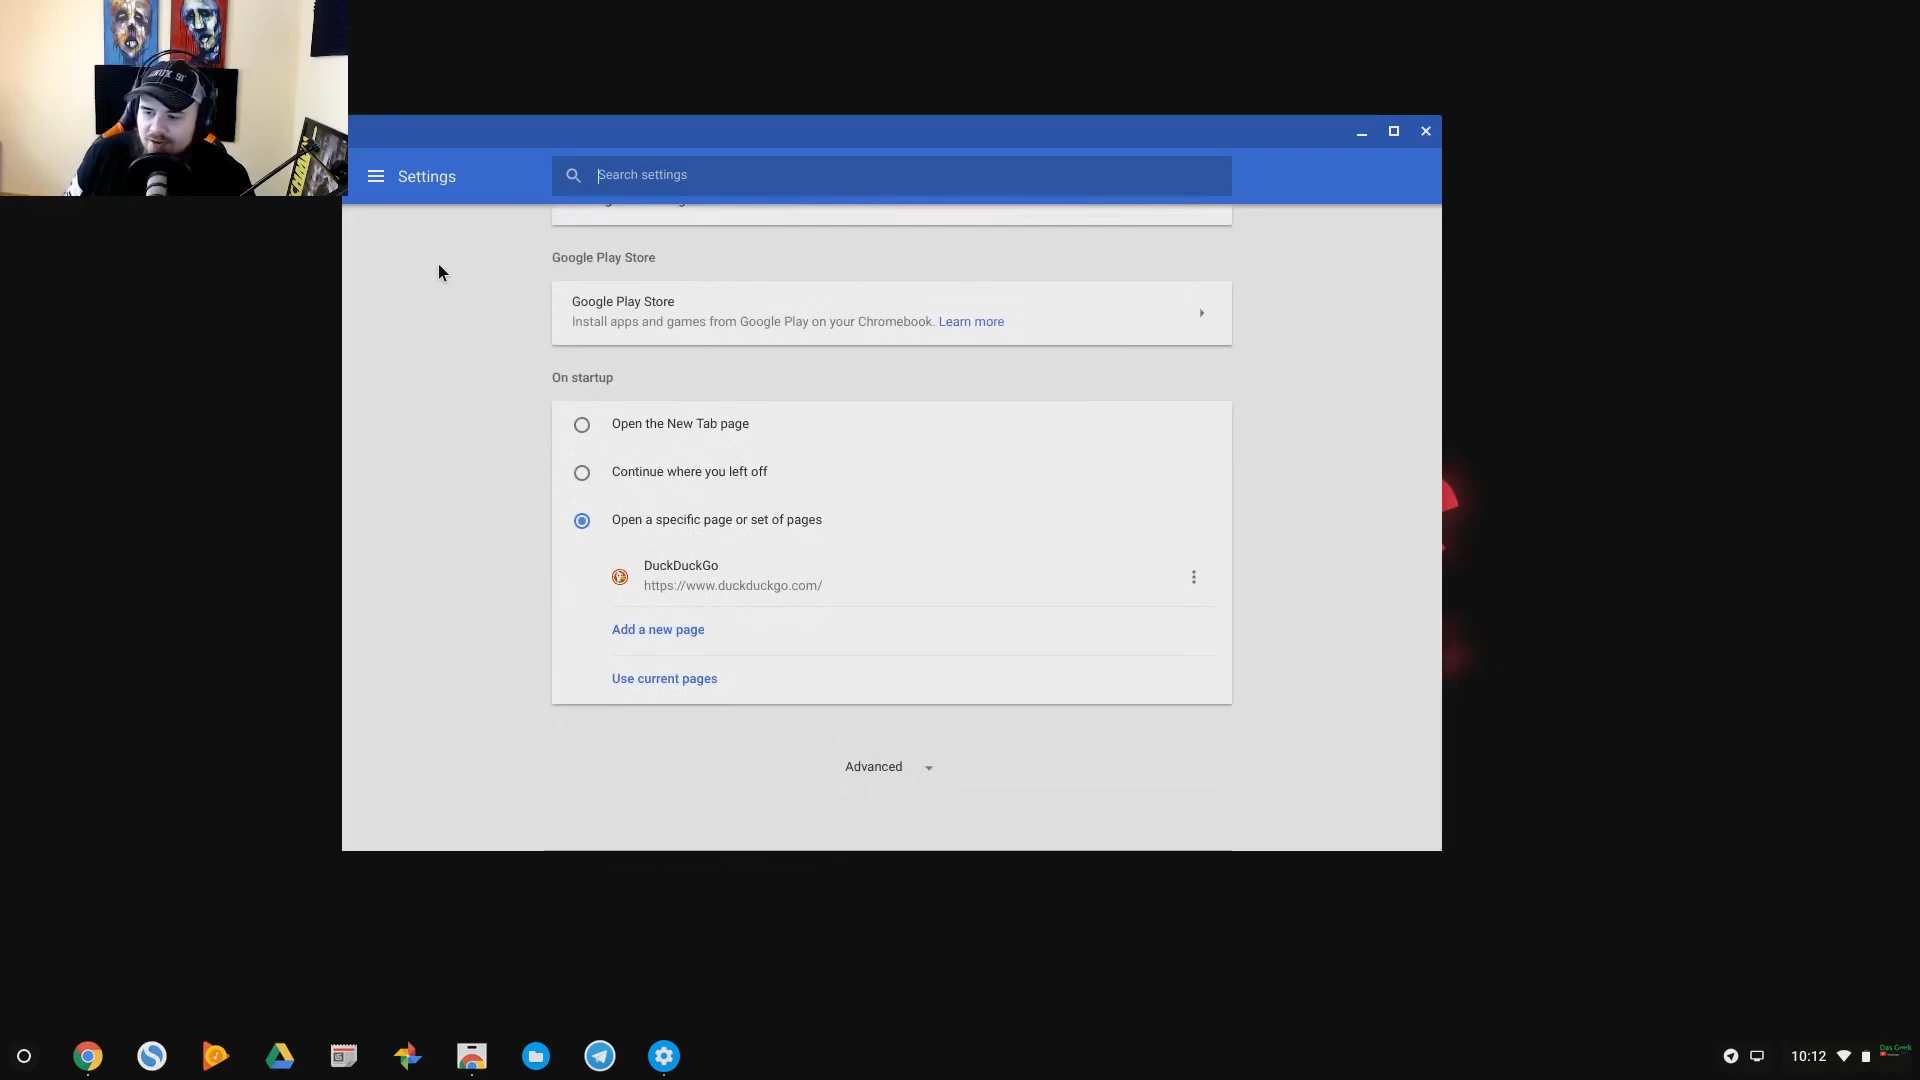 Settings
Search settings
Google Play Store
Google Play Store
Install apps and games from Google Play on your Chromebook. Learn more
On startup
Open the New Tab page
Continue where you left off
Open a specific page or set of pages
DuckDuckGo
https://www.duckduckgo.com/
Add a new page
Use current pages
Advanced
10:12
Das Geek